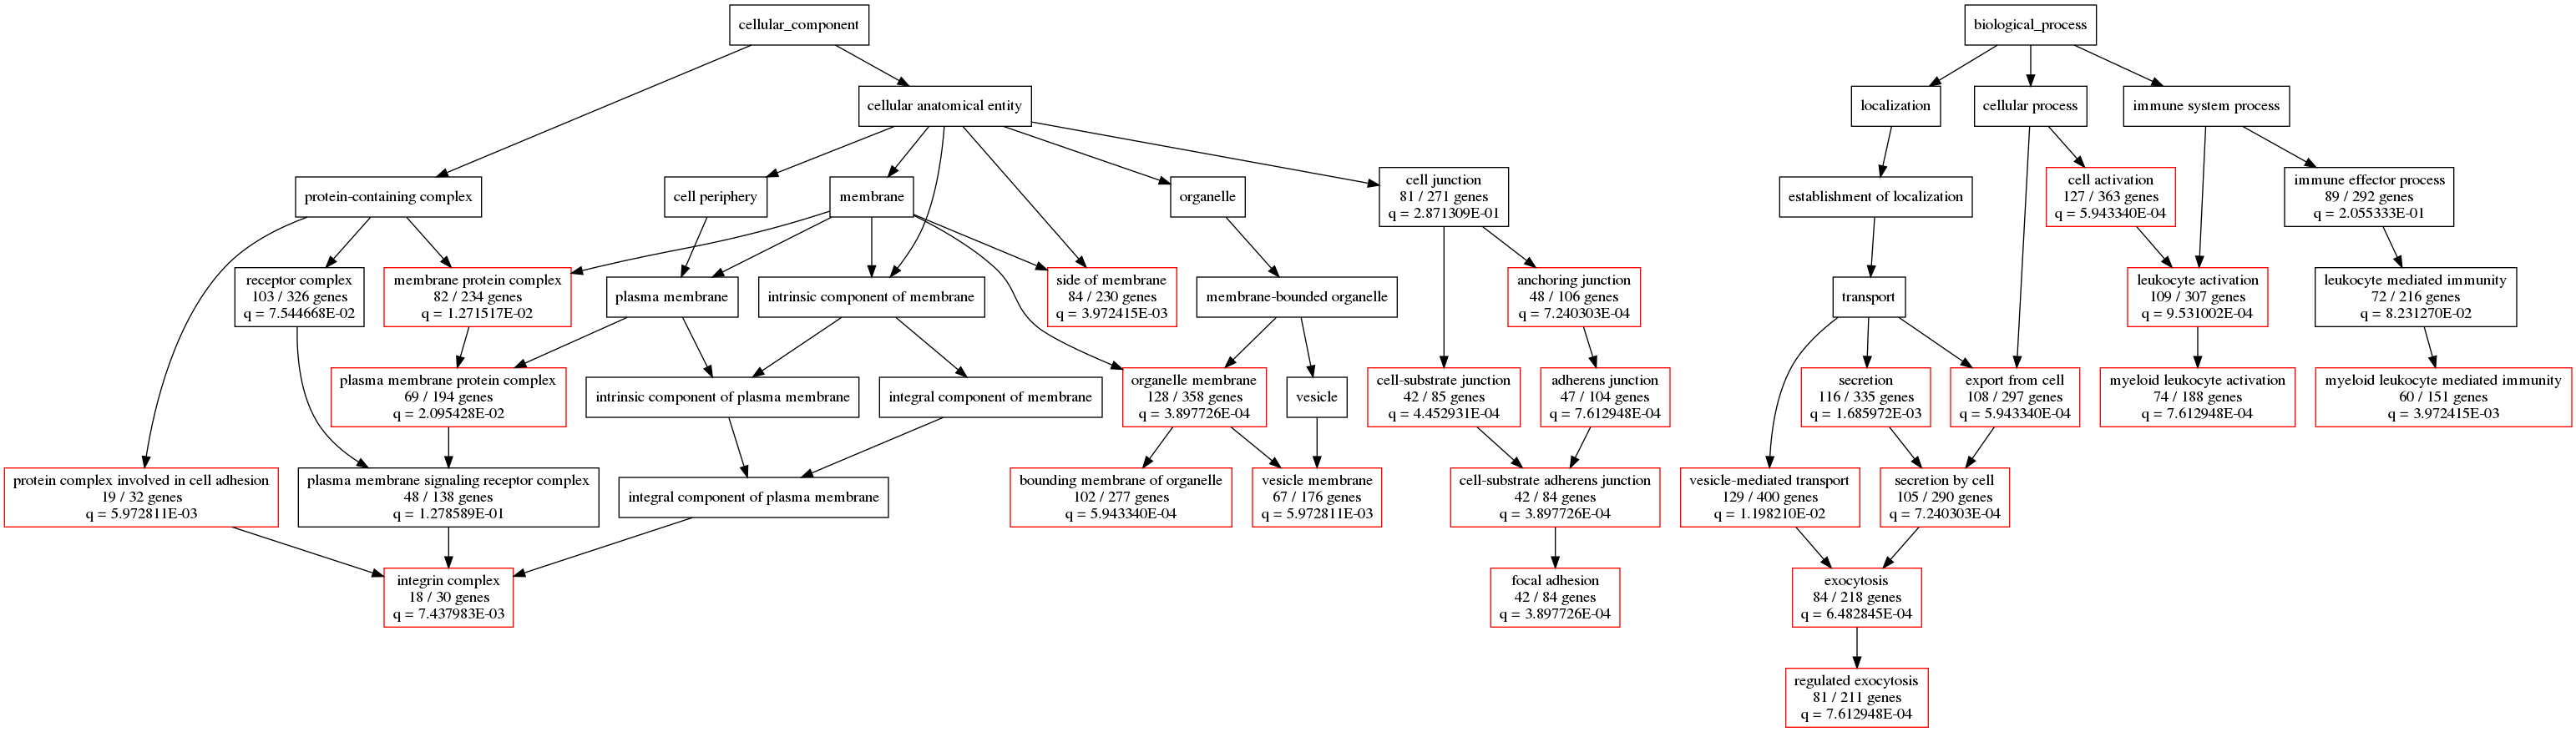 cellular_component
biological_process
cellular anatomical entity
localization
cellular process
immune system process
protein-containing complex
cell periphery
membrane
organelle
cell junction
81 / 271 genes
q = 2.871309E-01
establishment of localization
cell activation
127 / 363 genes
q = 5.943340E-04
immune effector process
89 / 292 genes
q = 2.055333E-01
receptor complex
103 / 326 genes
q = 7.544668E-02
membrane protein complex
82 / 234 genes
q = 1.271517E-02
plasma membrane
intrinsic component of membrane
side of membrane
84 / 230 genes
q = 3.972415E-03
membrane-bounded organelle
anchoring junction
48 / 106 genes
q = 7.240303E-04
transport
leukocyte activation
109 / 307 genes
q = 9.531002E-04
leukocyte mediated immunity
72 / 216 genes
q = 8.231270E-02
plasma membrane protein complex
69 / 194 genes
q = 2.095428E-02
intrinsic component of plasma membrane
integral component of membrane
organelle membrane
128 / 358 genes
q = 3.897726E-04
vesicle
cell-substrate junction
42 / 85 genes
q = 4.452931E-04
adherens junction
47 / 104 genes
q = 7.612948E-04
secretion
116 / 335 genes
q = 1.685972E-03
export from cell
108 / 297 genes
q = 5.943340E-04
myeloid leukocyte activation
74 / 188 genes
q = 7.612948E-04
myeloid leukocyte mediated immunity
60 / 151 genes
q = 3.972415E-03
protein complex involved in cell adhesion
19 / 32 genes
q = 5.972811E-03
plasma membrane signaling receptor complex
48 / 138 genes
q = 1.278589E-01
integral component of plasma membrane
bounding membrane of organelle
102 / 277 genes
q = 5.943340E-04
vesicle membrane
67 / 176 genes
q = 5.972811E-03
cell-substrate adherens junction
42 / 84 genes
q = 3.897726E-04
vesicle-mediated transport
129 / 400 genes
q = 1.198210E-02
secretion by cell
105 / 290 genes
q = 7.240303E-04
integrin complex
18 / 30 genes
q = 7.437983E-03
focal adhesion
42 / 84 genes
q = 3.897726E-04
exocytosis
84 / 218 genes
q = 6.482845E-04
regulated exocytosis
81 / 211 genes
q = 7.612948E-04